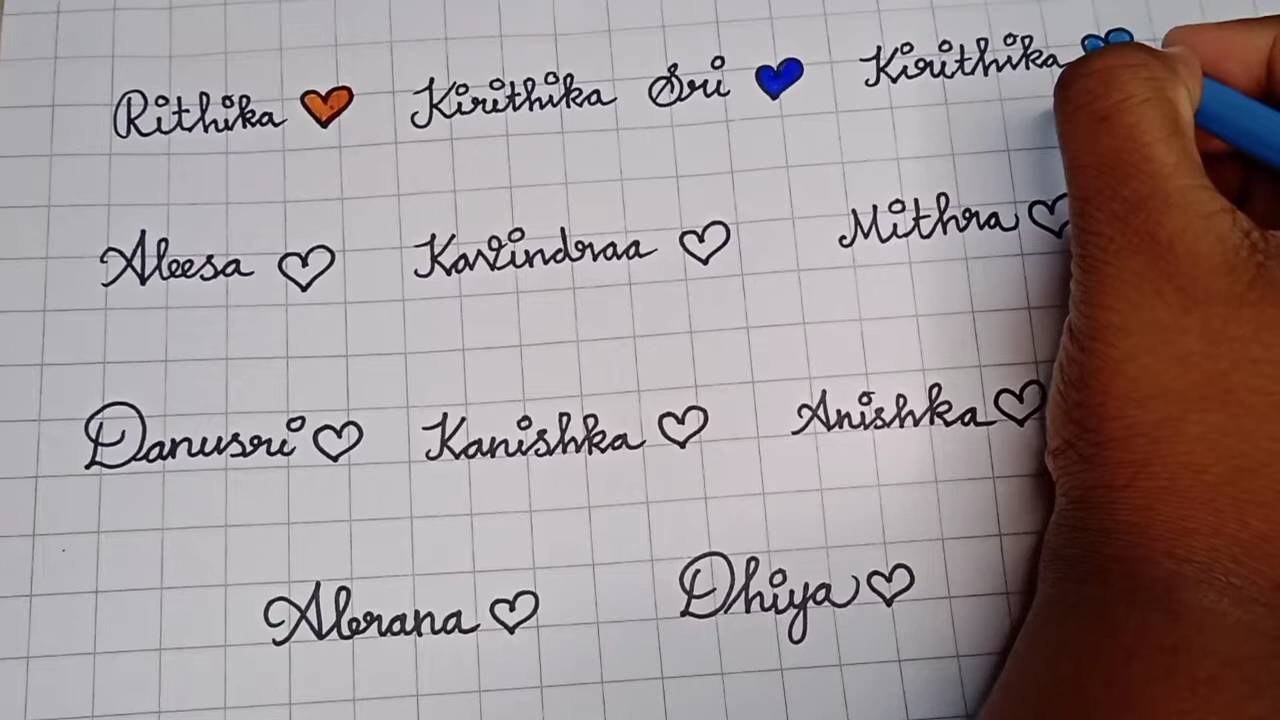 Rithika Kirithika Sri Kirithika
Aleesa Kavindraa Mithra
Danusri Kanishka Anishka
Alerana Dhiya